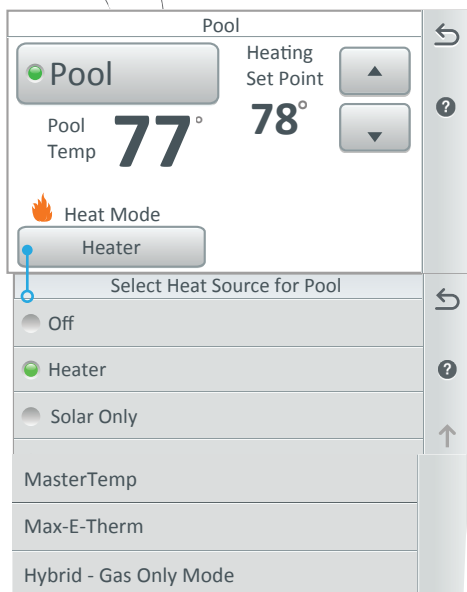 Pool
Pool
Heating
Set Point
Pool
Temp
77°
78°
Heat Mode
Heater
Select Heat Source for Pool
Off
?
Heater
?
Solar Only
MasterTemp
Max-E-Therm
Hybrid - Gas Only Mode